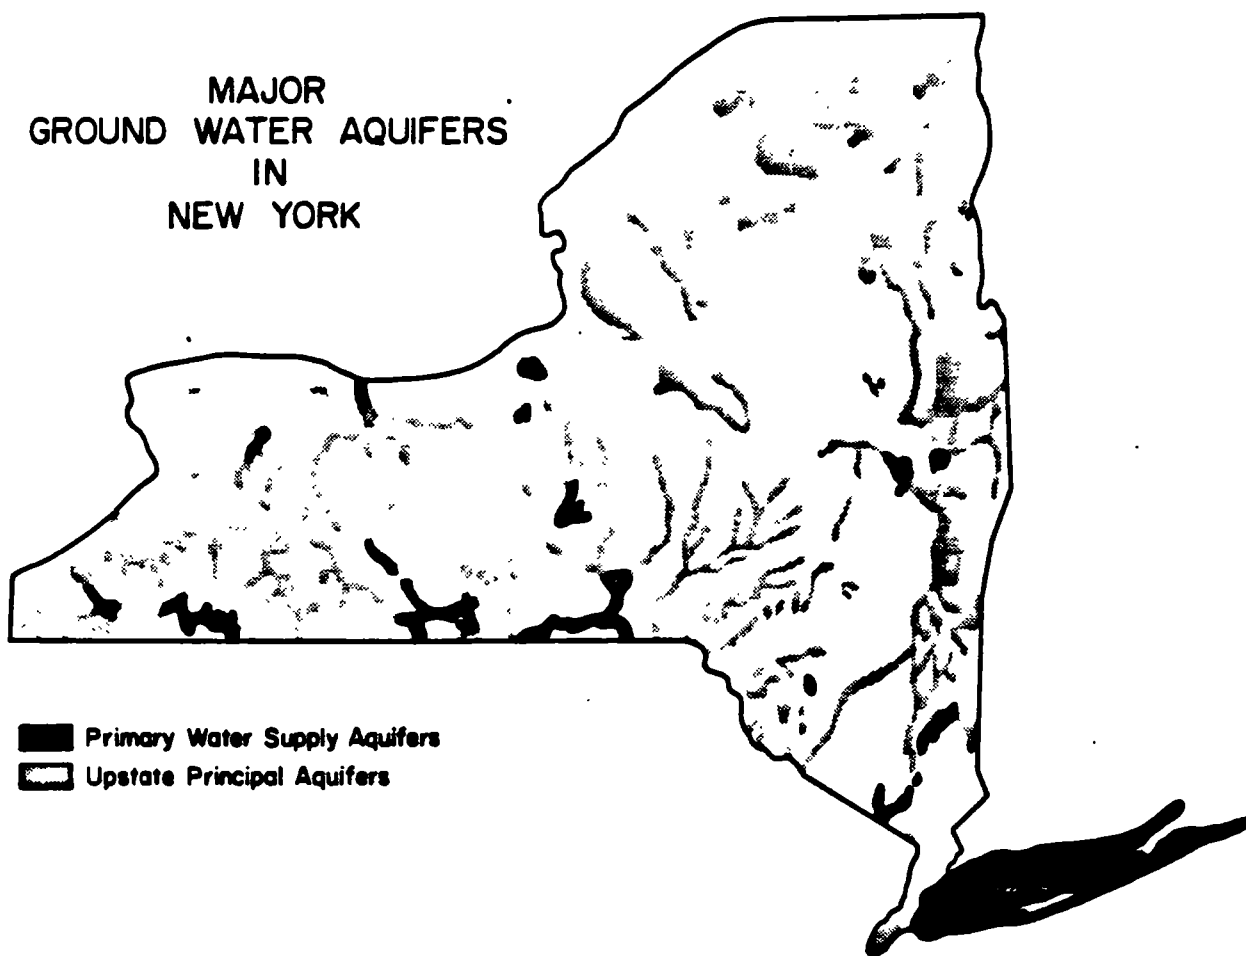 MAJOR
GROUND WATER AQUIFERS
IN
NEW YORK
Primary Water Supply Aquifers
Upstate Principal Aquifers